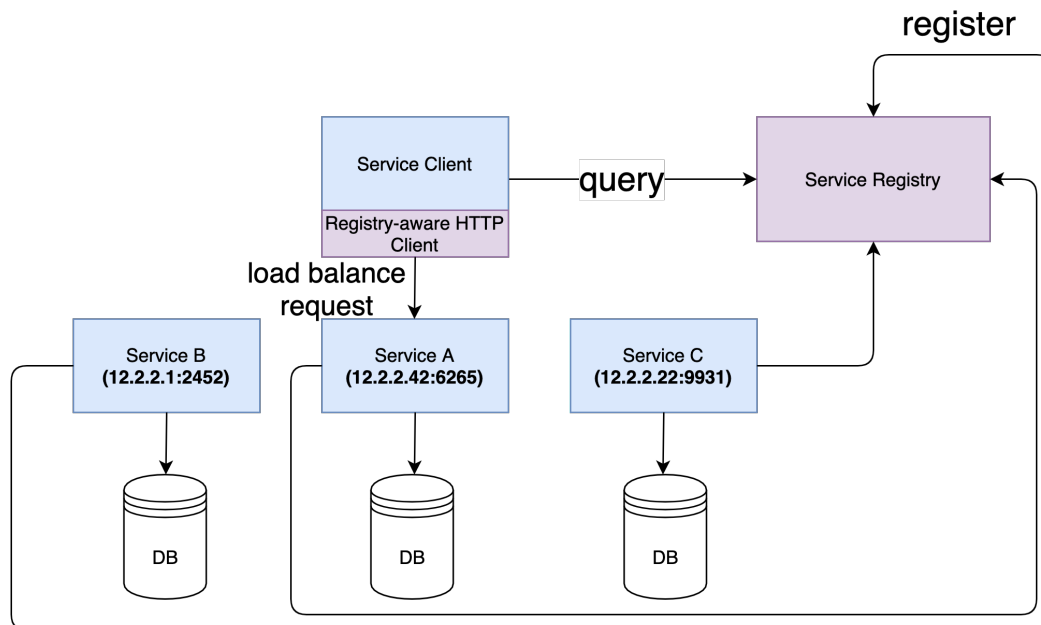 register
Service Client
query
Service Registry
Registry-aware HTTP
Client
load balance
request
Service B
(12.2.2.1:2452)
Service A
(12.2.2.42:6265)
Service C
(12.2.2.22:9931)
DB
DB
DB